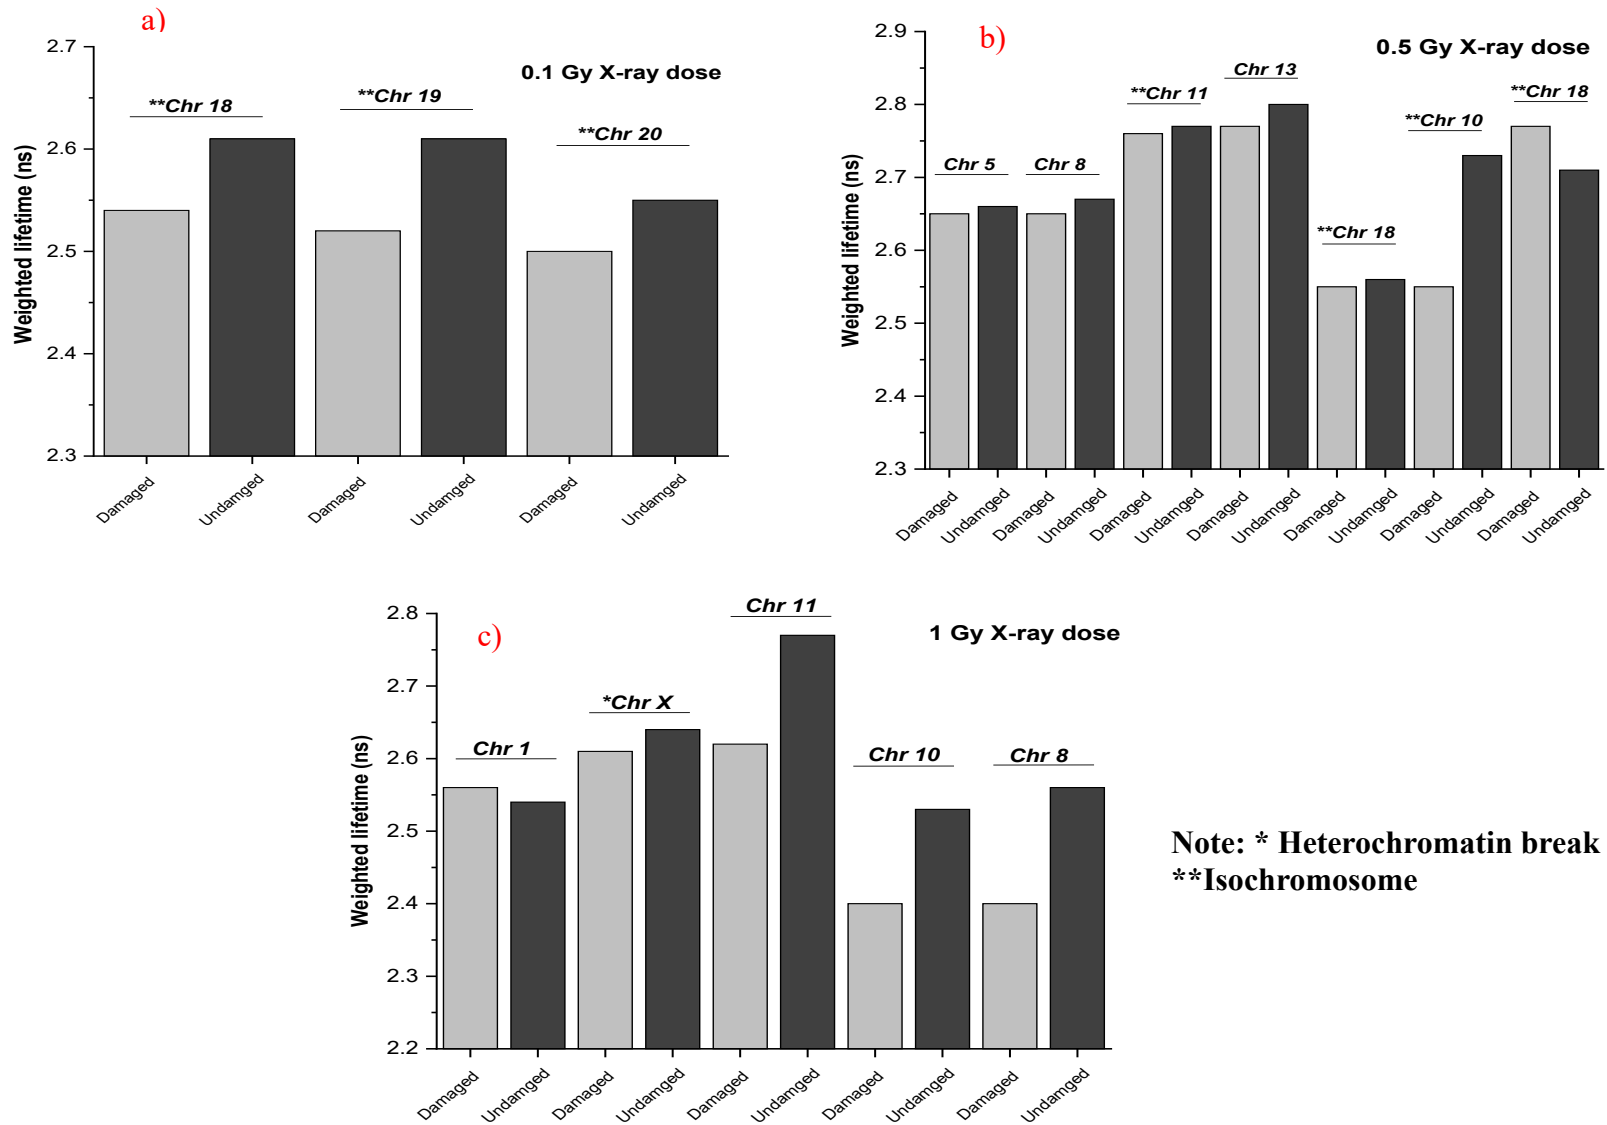 a)
0.1 Gy X-ray dose
**Chr 18
**Chr 19
**Chr 20
Weighted lifetime (ns)
2.7
2.6
2.5
2.4
2.3
Damaged
Undamged
Damaged
Undamged
Damaged
Undamged
b)
0.5 Gy X-ray dose
Chr 5
Chr 8
**Chr 11
Chr 13
**Chr 18
**Chr 10
**Chr 18
Weighted lifetime (ns)
2.9
2.8
2.7
2.6
2.5
2.4
2.3
Damaged
Undamged
Damaged
Undamged
Damaged
Undamged
Damaged
Undamged
Damaged
Undamged
Damaged
Undamged
Damaged
Undamged
c)
1 Gy X-ray dose
Chr 1
*Chr X
Chr 11
Chr 10
Chr 8
Weighted lifetime (ns)
2.8
2.7
2.6
2.5
2.4
2.3
2.2
Damaged
Undamged
Damaged
Undamged
Damaged
Undamged
Damaged
Undamged
Damaged
Undamged
Note: * Heterochromatin break
**Isochromosome